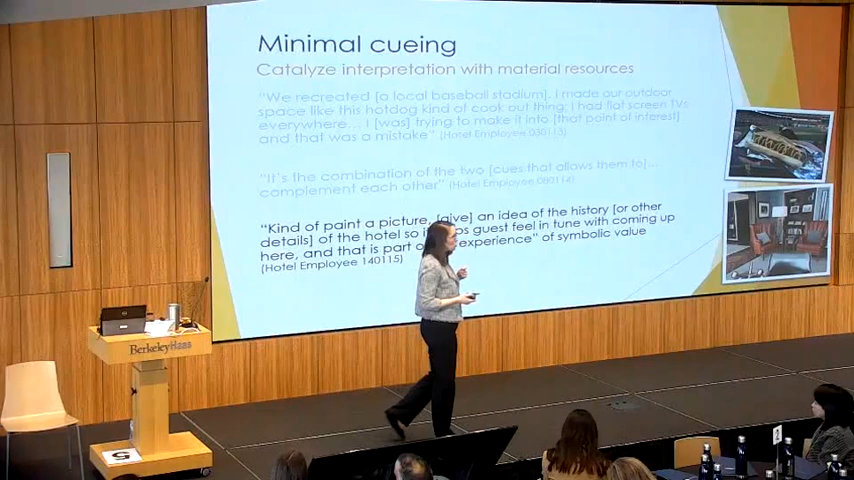 Minimal cueing
Catalyze interpretation with material resources
"We recreated [a local baseball stadium]. I made our outdoor
space like this hotdog kind of cook out thing; I had flat screen TVs
everywhere… I [was] trying to make it into [that point of interest]
and that was a mistake" (Hotel Employee 030115)
"It's the combination of the two [cues that allows them to]…
complement each other" (Hotel Employee 080112)
"Kind of paint a picture, [give] an idea of the history [or other
details] of the hotel so guest feel in tune with coming up
here, and that is part experience" of symbolic value
(Hotel Employee 140115)
BerkeleyHaas
5
2